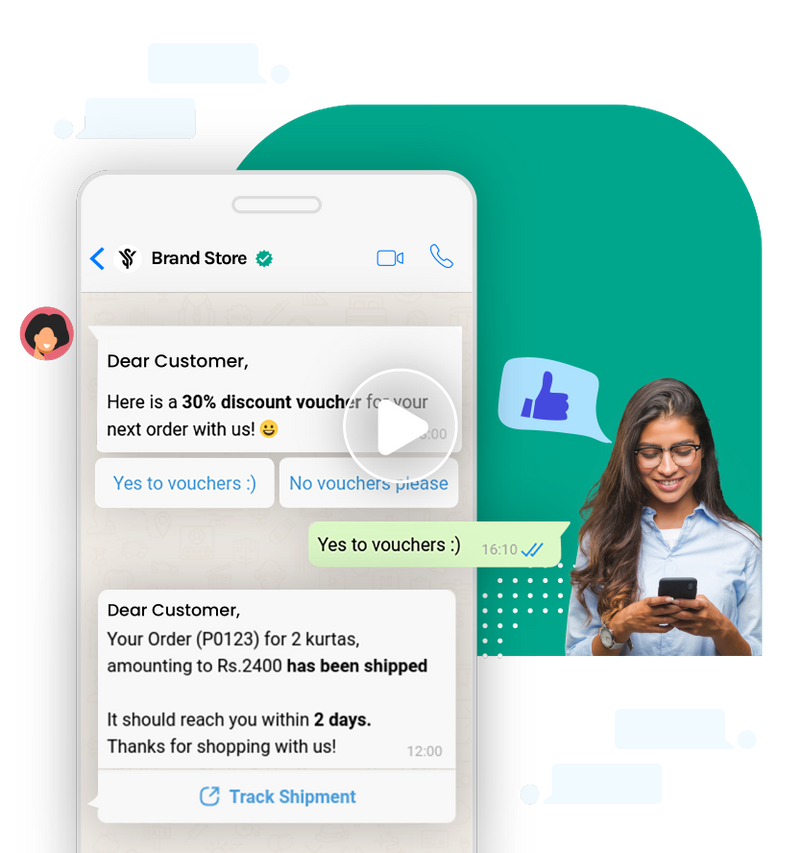 Brand Store
Dear Customer,
Here is a 30% discount voucher for your
next order with us! 😀
Yes to vouchers :)
No vouchers please
Yes to vouchers :) 16:10
Dear Customer,
Your Order (P0123) for 2 kurtas,
amounting to Rs.2400 has been shipped
It should reach you within 2 days.
Thanks for shopping with us!
12:00
Track Shipment